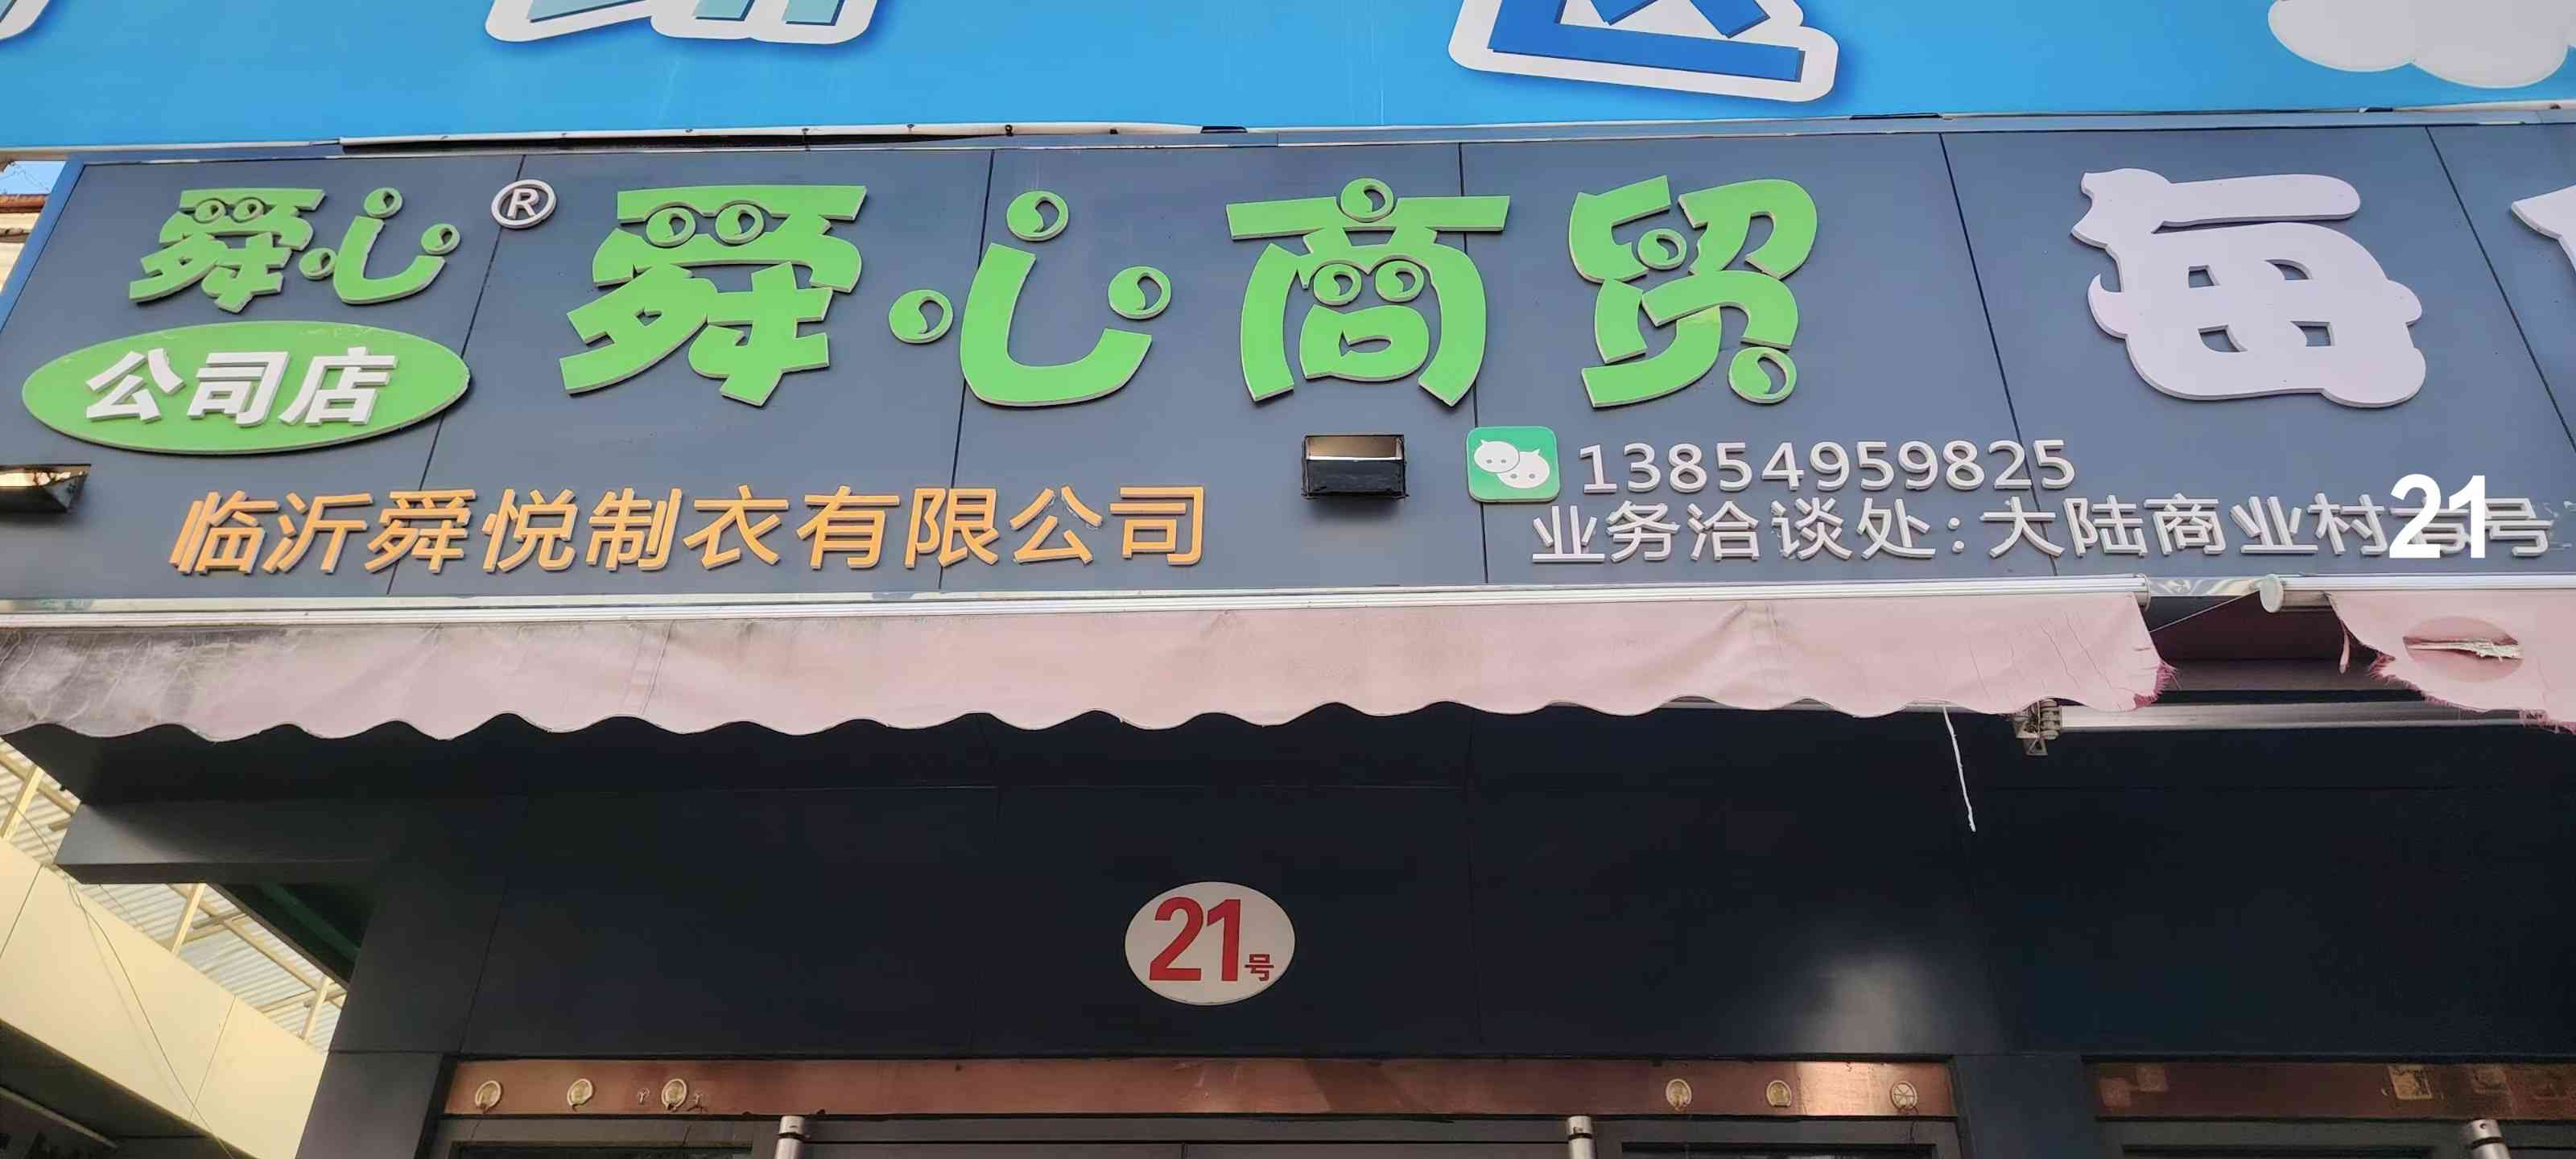 舜心®
公司店
舜心商贸
每
临沂舜悦制衣有限公司
13854959825
业务洽谈处:大陆商业村21号
21号